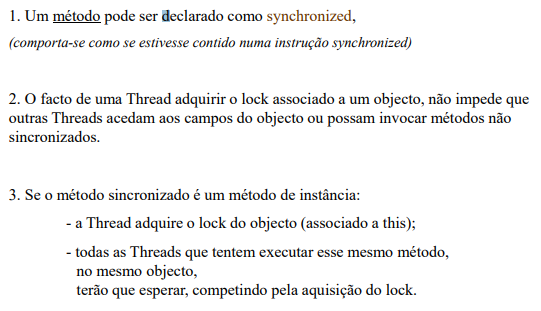 1. Um método pode ser declarado como synchronized,
(comporta-se como se estivesse contido numa instrução synchronized)
2. O facto de uma Thread adquirir o lock associado a um objecto, não impede que
outras Threads acedam aos campos do objecto ou possam invocar métodos não
sincronizados.
3. Se o método sincronizado é um método de instância:
- a Thread adquire o lock do objecto (associado a this);
- todas as Threads que tentem executar esse mesmo método,
no mesmo objecto,
terão que esperar, competindo pela aquisição do lock.